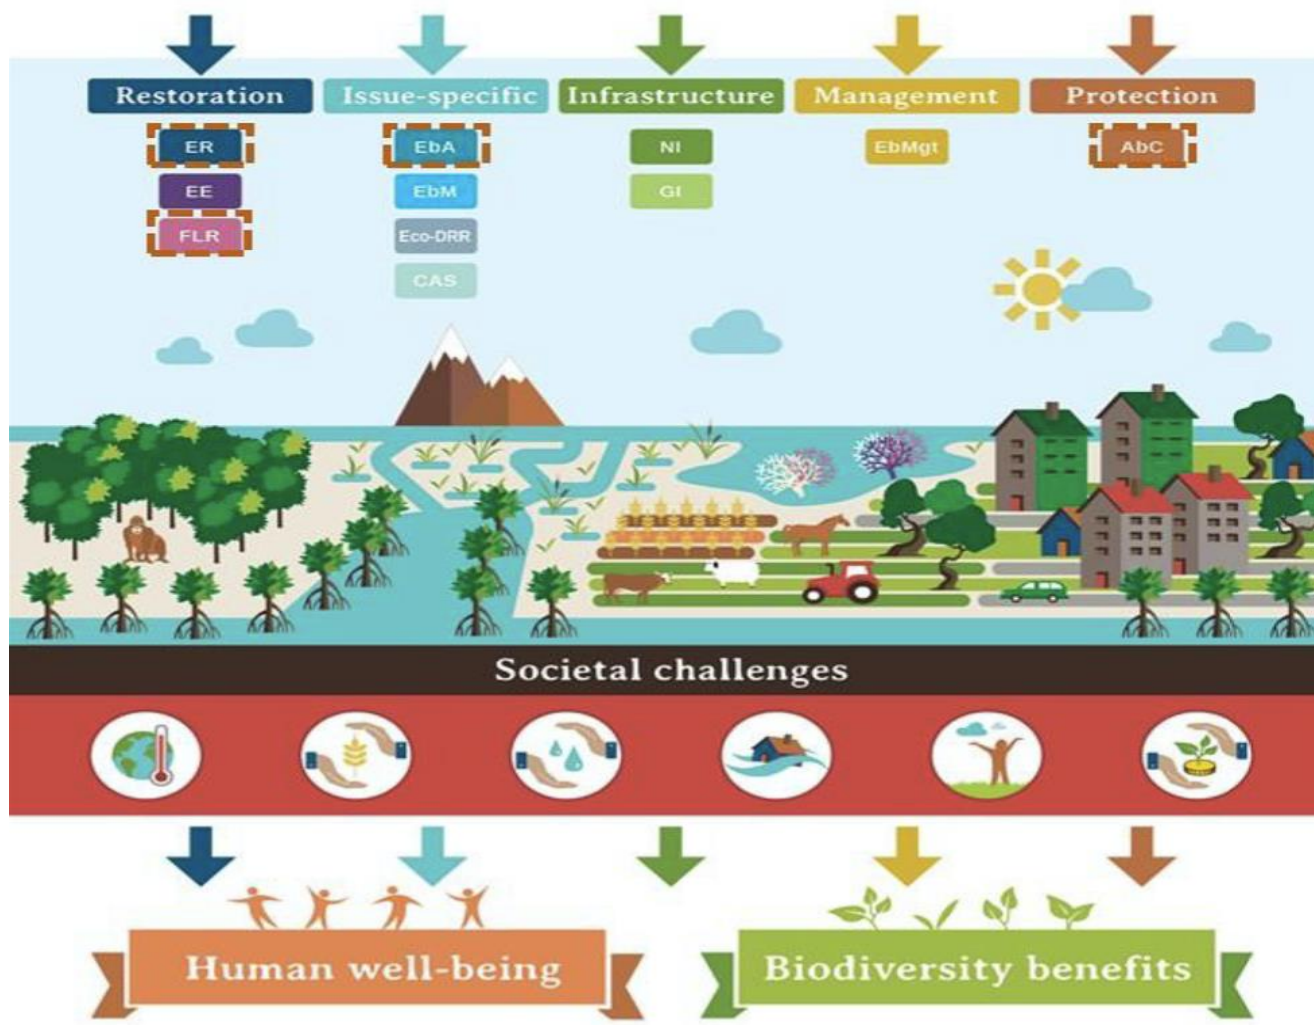 Restoration
Issue-specific
Infrastructure
Management
Protection
ER
EbA
NI
EbMgt
AbC
EE
EbM
GI
FLR
Eco-DRR
CAS
Societal challenges
Human well-being
Biodiversity benefits